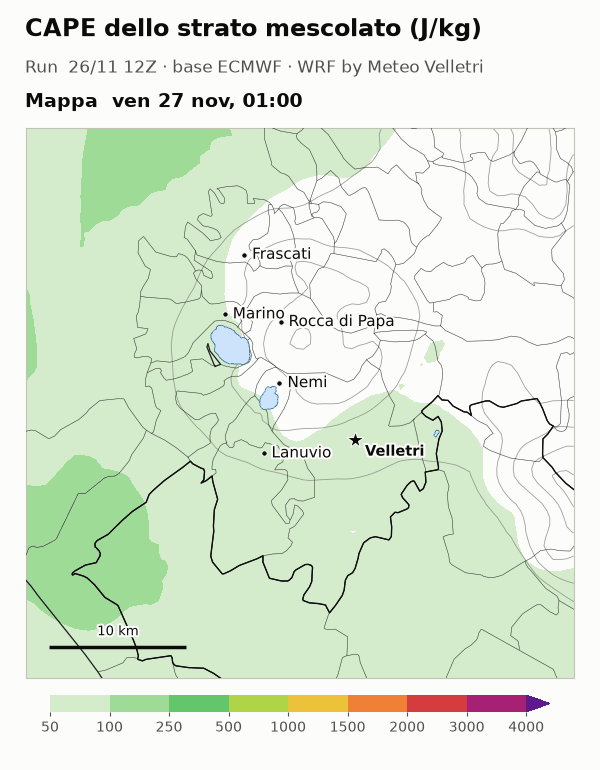 CAPE dello strato mescolato (J/kg)
Run  26/11 12Z · base ECMWF · WRF by Meteo Velletri
Mappa  ven 27 nov, 01:00
Frascati
Marino
Rocca di Papa
Nemi
Velletri
Lanuvio
10 km
50 100 250 500 1000 1500 2000 3000 4000